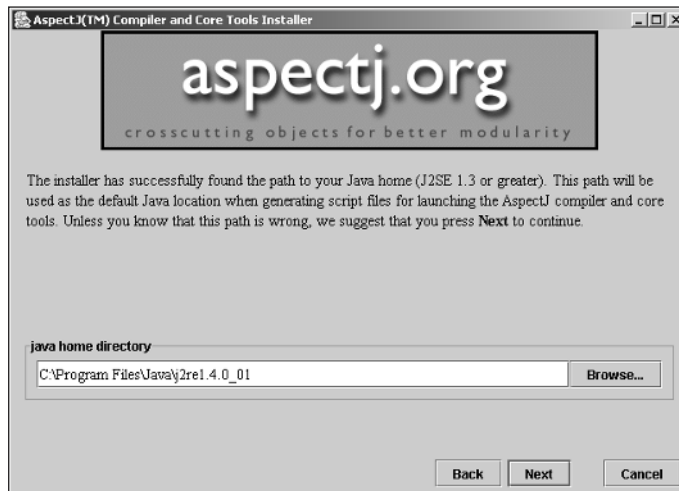 AspectJ(TM) Compiler and Core Tools Installer
aspectj.org
crosscutting objects for better modularity
The installer has successfully found the path to your Java home (J2SE 1.3 or greater). This path will be
used as the default Java location when generating script files for launching the AspectJ compiler and core
tools. Unless you know that this path is wrong, we suggest that you press Next to continue.
java home directory
C:\Program Files\Java\j2re1.4.0_01 Browse...
Back Next Cancel